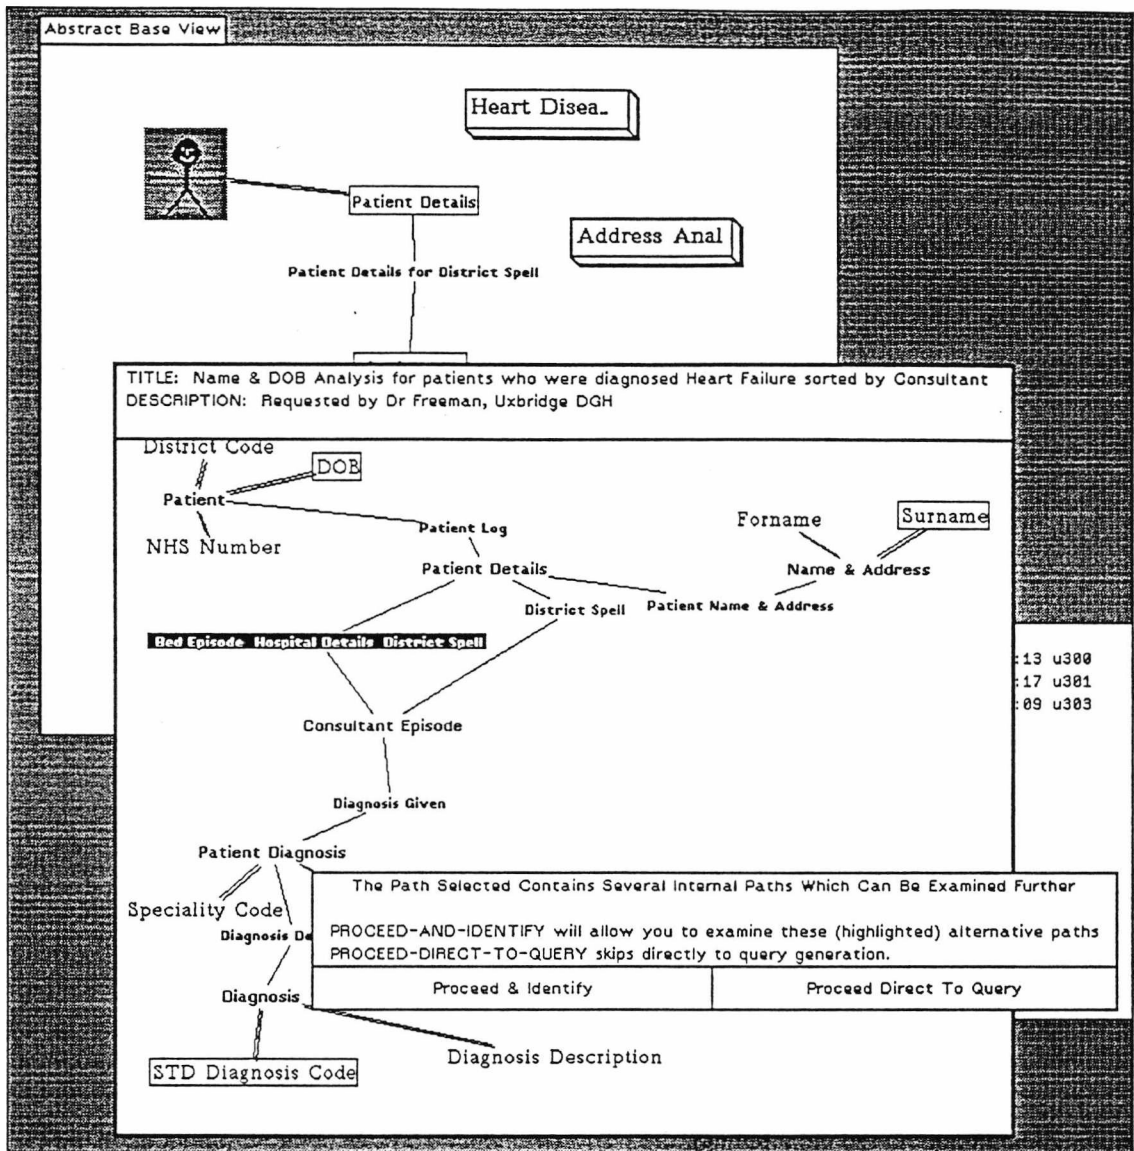 Abstract Base View
Heart Disea..
Patient Details
Address Anal
Patient Details for District Spell
TITLE: Name & DOB Analysis for patients who were diagnosed Heart Failure sorted by Consultant
DESCRIPTION: Requested by Dr Freeman, Uxbridge DGH
District Code
DOB
Patient
Patient Log
Forname
Surname
NHS Number
Patient Details
Name & Address
District Spell
Patient Name & Address
Bed Episode Hospital Details District Spell
:13 u300
:17 u301
:09 u303
Consultant Episode
Diagnosis Given
Patient Diagnosis
The Path Selected Contains Several Internal Paths Which Can Be Examined Further
Speciality Code
Diagnosis De
PROCEED-AND-IDENTIFY will allow you to examine these (highlighted) alternative paths
PROCEED-DIRECT-TO-QUERY skips directly to query generation.
Proceed & Identify
Proceed Direct To Query
Diagnosis
Diagnosis Description
STD Diagnosis Code